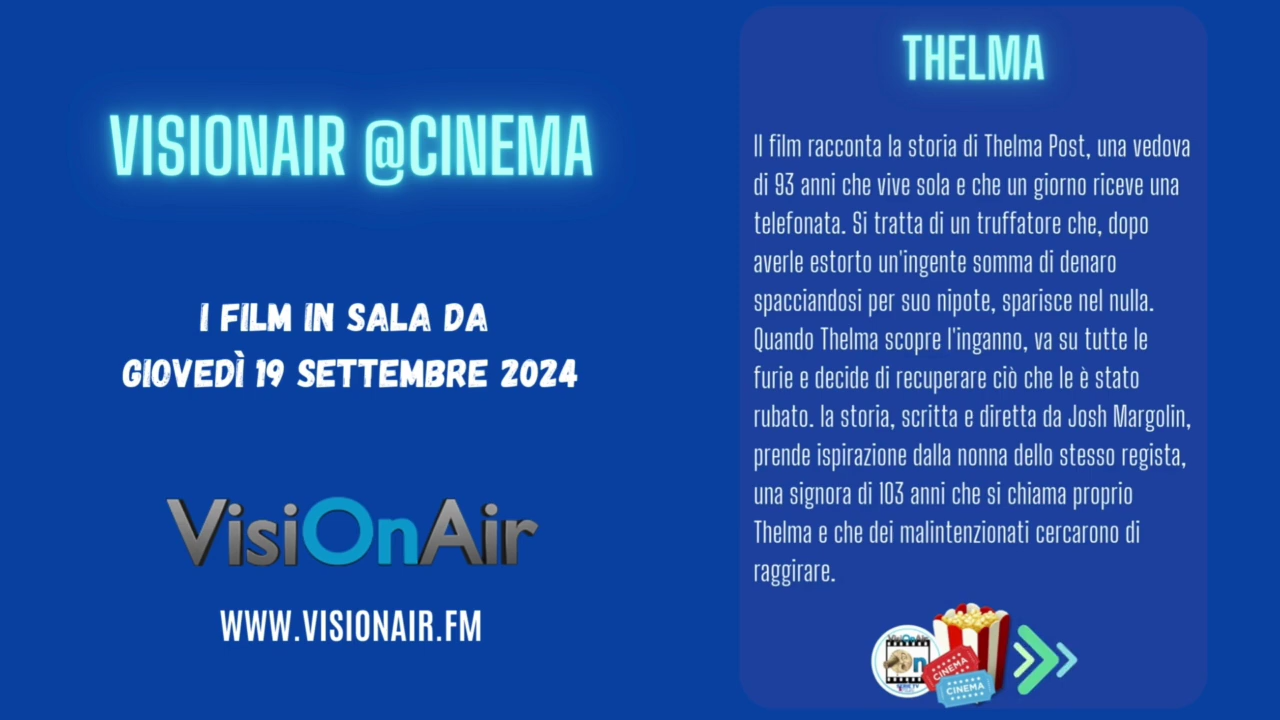 VISIONAIR @CINEMA
I FILM IN SALA DA
GIOVEDÌ 19 SETTEMBRE 2024
VisiOnAir
WWW.VISIONAIR.FM
THELMA
Il film racconta la storia di Thelma Post, una vedova
di 93 anni che vive sola e che un giorno riceve una
telefonata. Si tratta di un truffatore che, dopo
averle estorto un'ingente somma di denaro
spacciandosi per suo nipote, sparisce nel nulla.
Quando Thelma scopre l'inganno, va su tutte le
furie e decide di recuperare ciò che le è stato
rubato. la storia, scritta e diretta da Josh Margolin,
prende ispirazione dalla nonna dello stesso regista,
una signora di 103 anni che si chiama proprio
Thelma e che dei malintenzionati cercarono di
raggirare.
VisiOnAir
On
SERIE TV
CINEMA
CINEMA